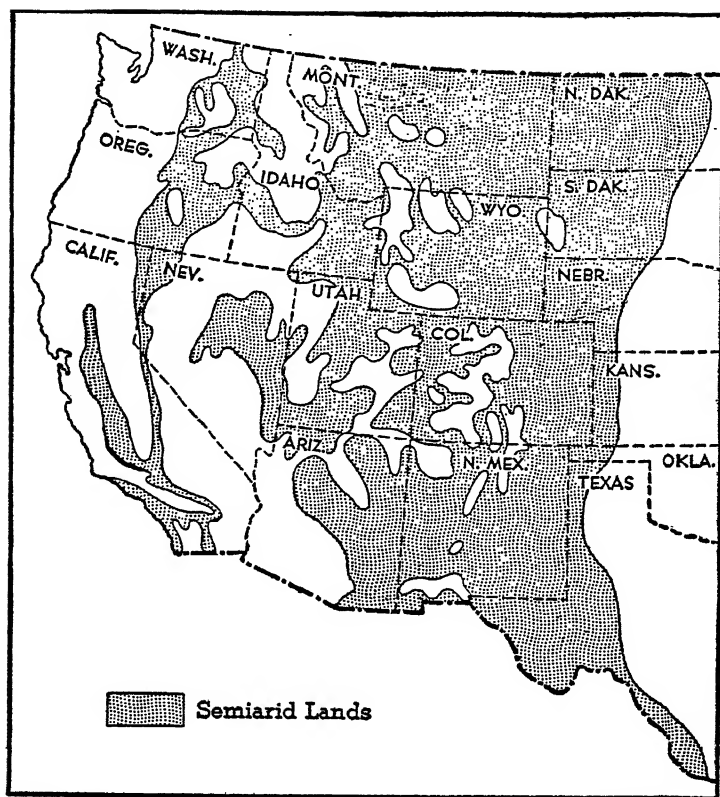 WASH.
MONT.
N. DAK.
OREG.
IDAHO
S. DAK.
WYO.
CALIF.
NEV.
NEBR.
UTAH
COL.
KANS.
ARIZ.
N. MEX.
OKLA.
TEXAS
Semiarid Lands